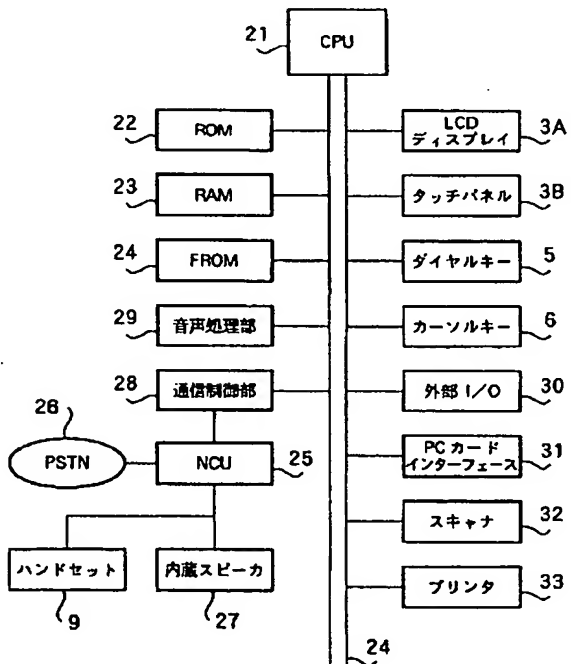 21
CPU
22
ROM
LCD
ディスプレイ
3A
23
RAM
タッチパネル
3B
24
FROM
ダイヤルキー
5
29
音声処理部
カーソルキー
6
28
通信制御部
外部 I/O
30
26
PSTN
NCU
25
PC カード
インターフェース
31
スキャナ
32
ハンドセット
内蔵スピーカ
プリンタ
33
9
27
24